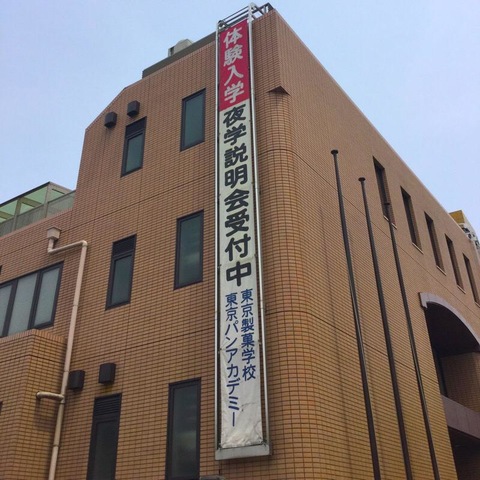 体験入学
夜学説明会受付中
東京製菓学校
東京パンアカデミー